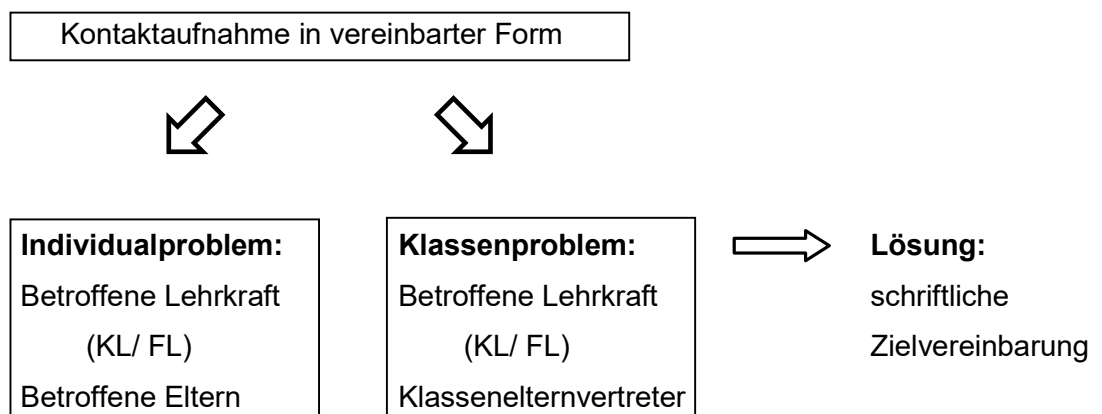 Kontaktaufnahme in vereinbarter Form
Individualproblem:
Betroffene Lehrkraft
(KL/ FL)
Betroffene Eltern
Klassenproblem:
Betroffene Lehrkraft
(KL/ FL)
Klassenelternvertreter
Lösung:
schriftliche
Zielvereinbarung